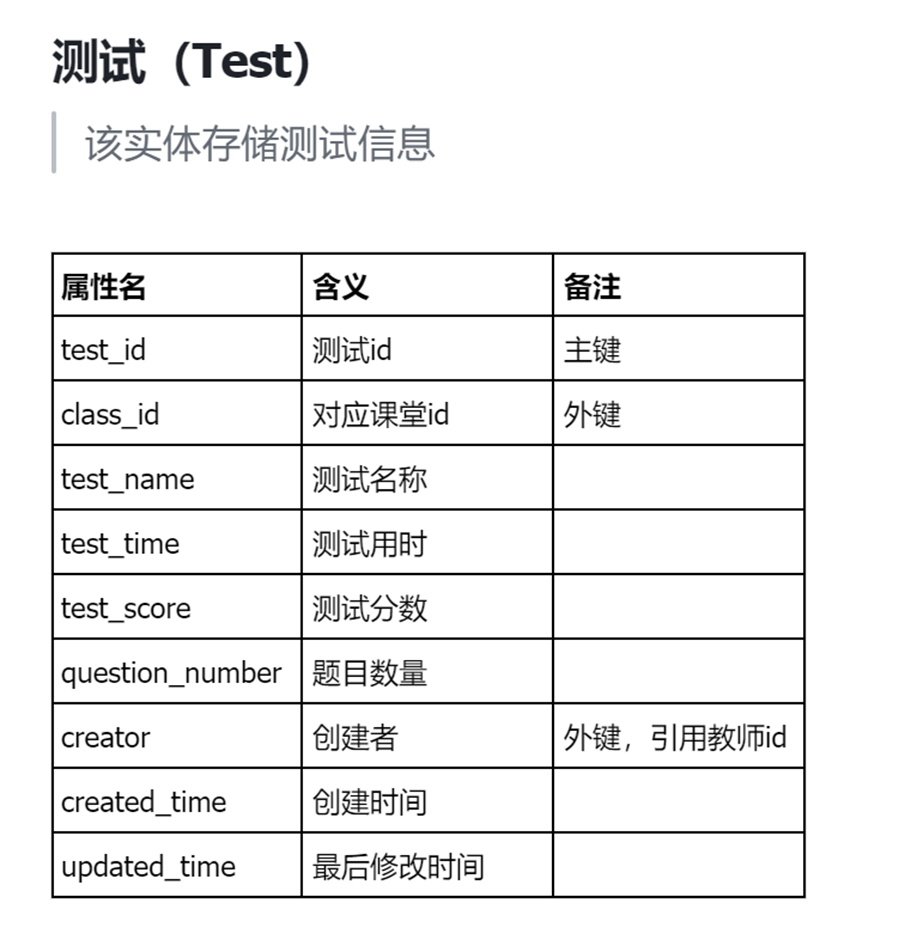 测试（Test）
该实体存储测试信息
属性名 含义 备注
test_id 测试id 主键
class_id 对应课堂id 外键
test_name 测试名称
test_time 测试用时
test_score 测试分数
question_number 题目数量
creator 创建者 外键，引用教师id
created_time 创建时间
updated_time 最后修改时间